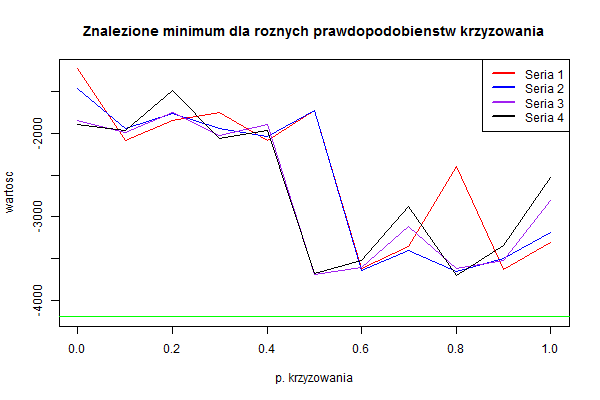 Znalezione minimum dla roznych prawdopodobienstw krzyzowania
Seria 1
Seria 2
Seria 3
Seria 4
wartosc
-2000
-3000
-4000
0.0 0.2 0.4 0.6 0.8 1.0
p. krzyzowania